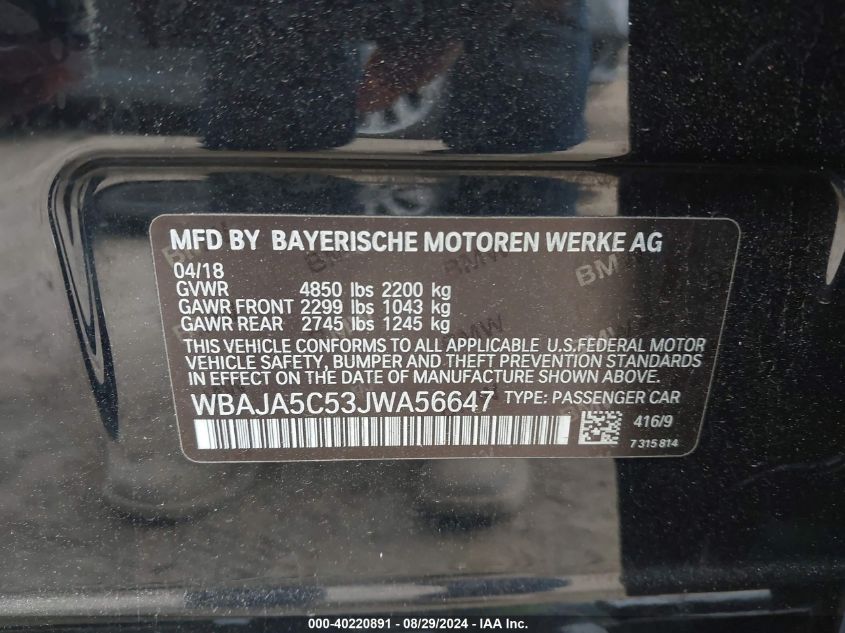 MFD BY BAYERISCHE MOTOREN WERKE AG
04/18
GVWR 4850 lbs 2200 kg
GAWR FRONT 2299 lbs 1043 kg
GAWR REAR 2745 lbs 1245 kg
THIS VEHICLE CONFORMS TO ALL APPLICABLE U.S.FEDERAL MOTOR
VEHICLE SAFETY, BUMPER AND THEFT PREVENTION STANDARDS
IN EFFECT ON THE DATE OF MANUFACTURE SHOWN ABOVE.
WBAJA5C53JWA56647 TYPE: PASSENGER CAR
416/9
7 315 814
000-40220891 - 08/29/2024 - IAA Inc.